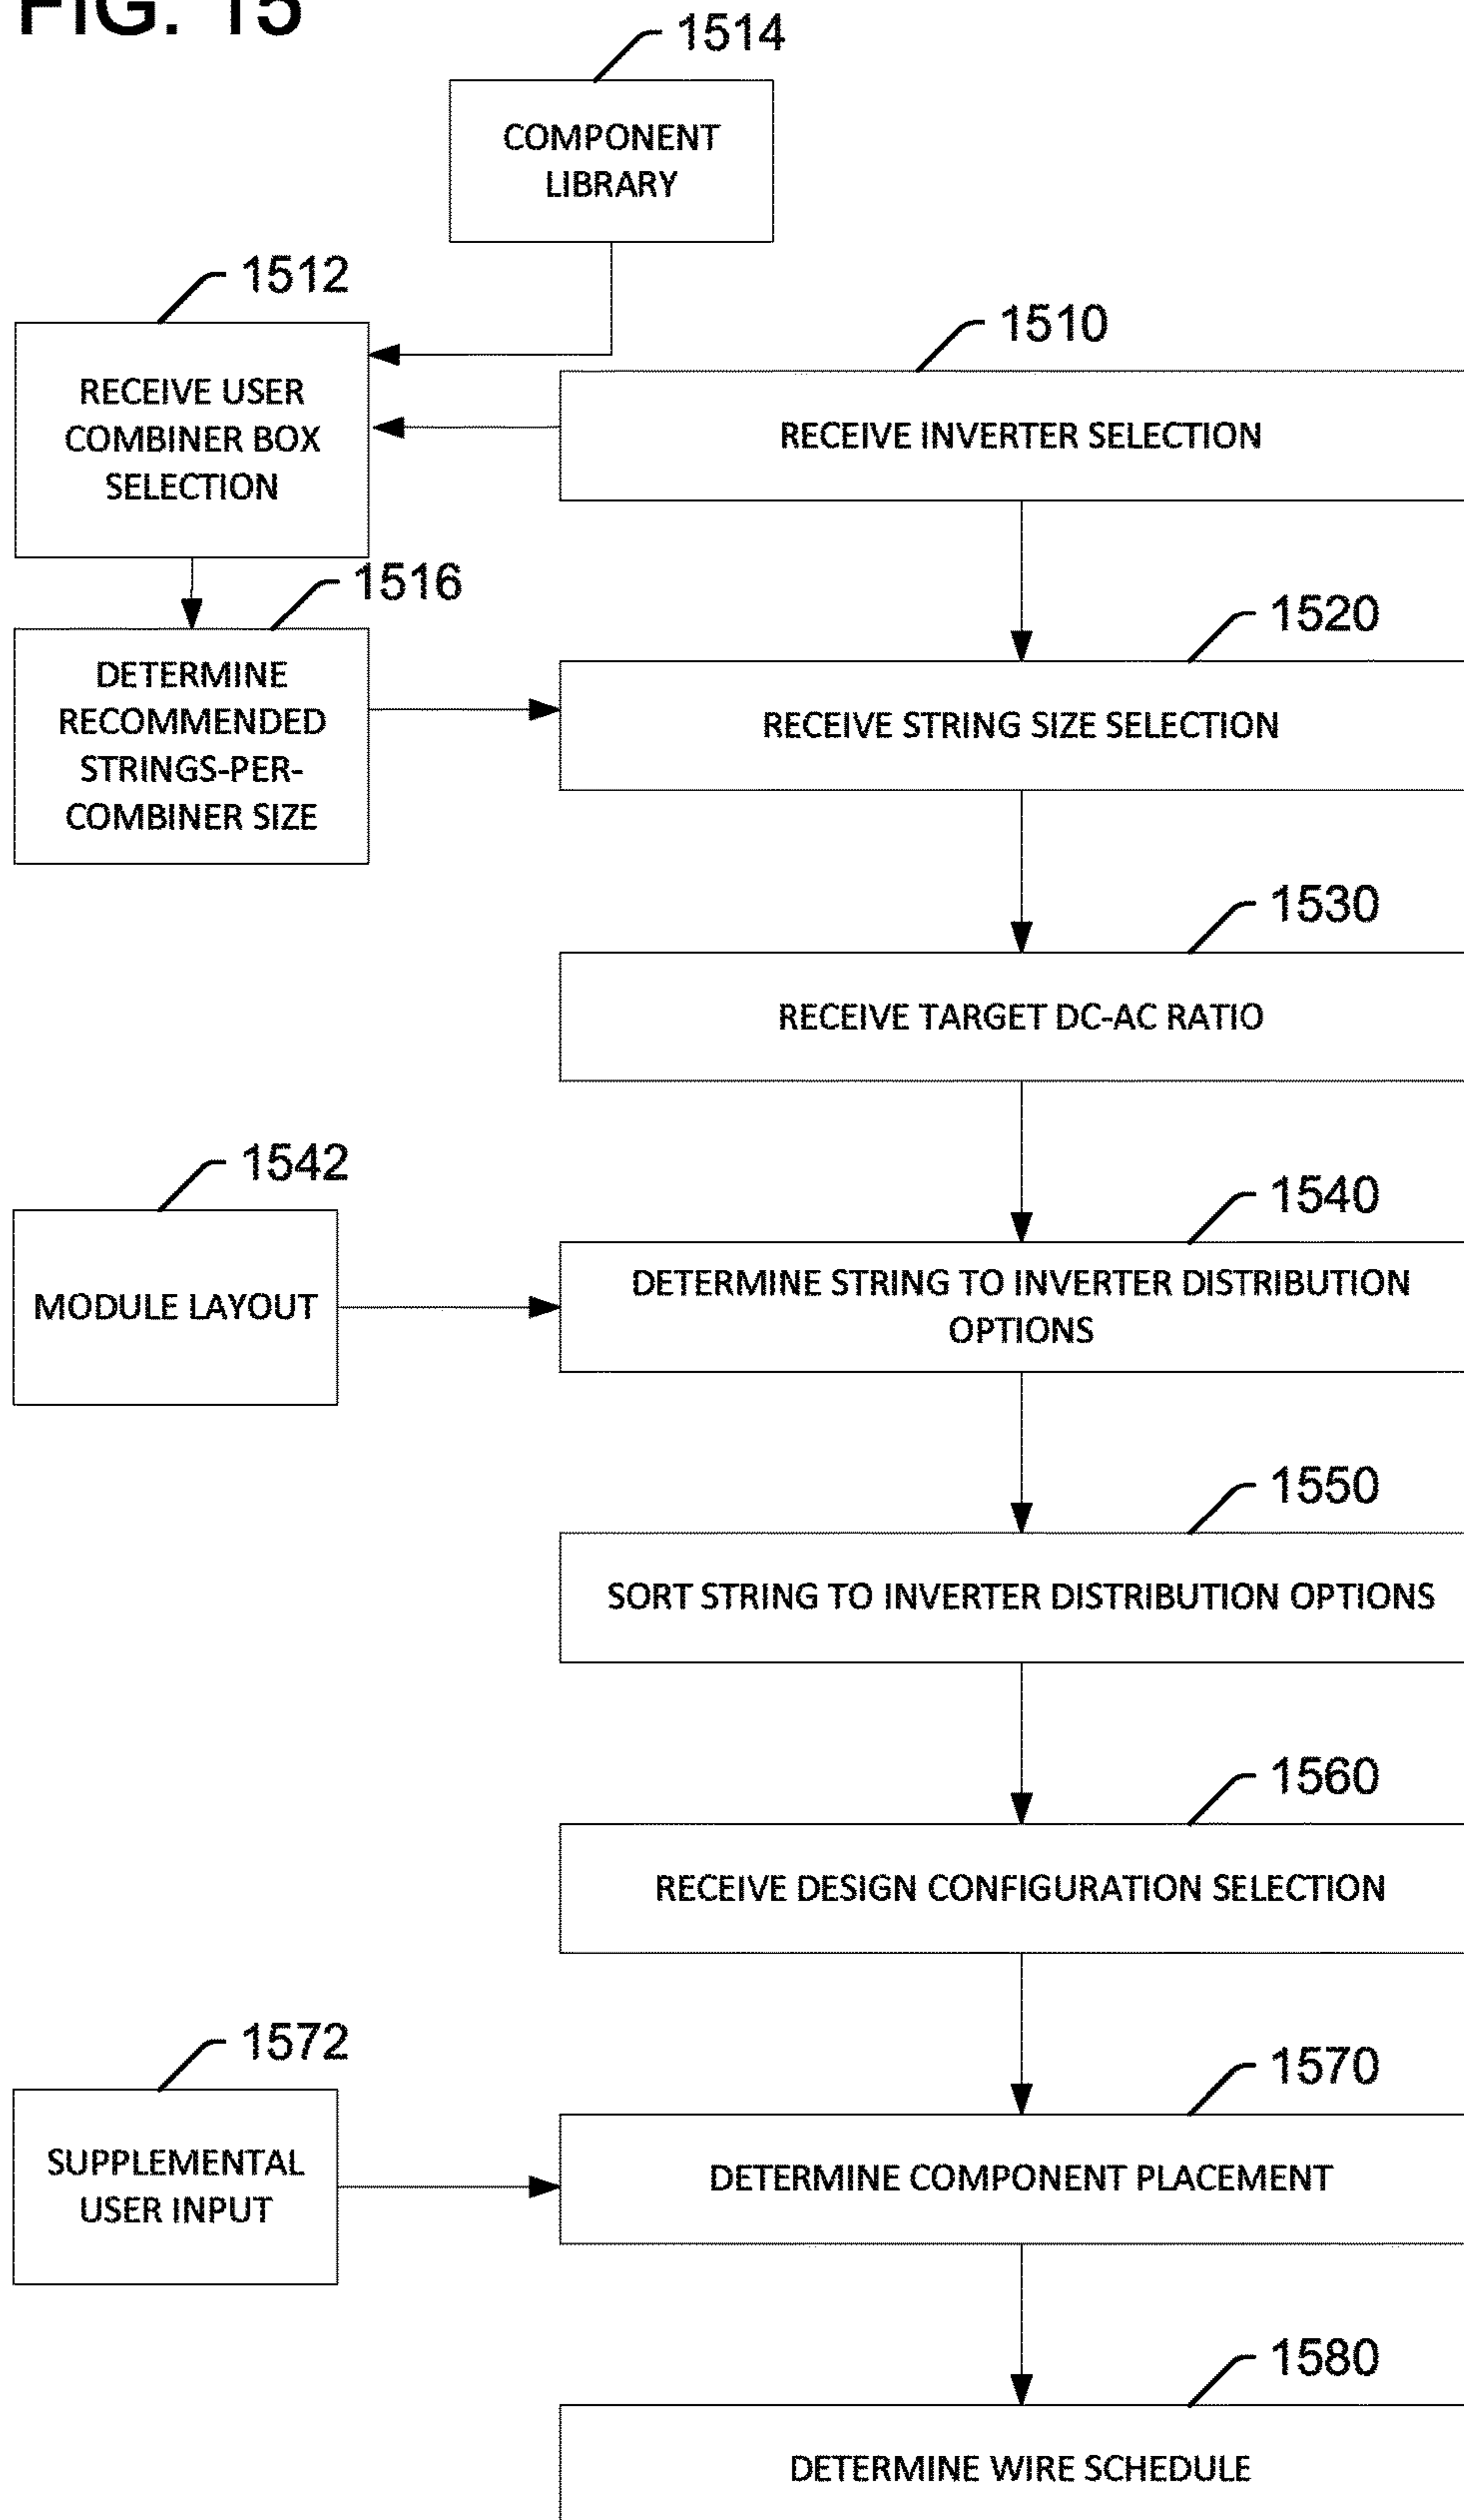 FIG. 15
1514
COMPONENT
LIBRARY
1512
RECEIVE USER
COMBINER BOX
SELECTION
1510
RECEIVE INVERTER SELECTION
1516
DETERMINE
RECOMMENDED
STRINGS-PER-
COMBINER SIZE
1520
RECEIVE STRING SIZE SELECTION
1530
RECEIVE TARGET DC-AC RATIO
1542
MODULE LAYOUT
1540
DETERMINE STRING TO INVERTER DISTRIBUTION
OPTIONS
1550
SORT STRING TO INVERTER DISTRIBUTION OPTIONS
1560
RECEIVE DESIGN CONFIGURATION SELECTION
1572
SUPPLEMENTAL
USER INPUT
1570
DETERMINE COMPONENT PLACEMENT
1580
DETERMINE WIRE SCHEDULE